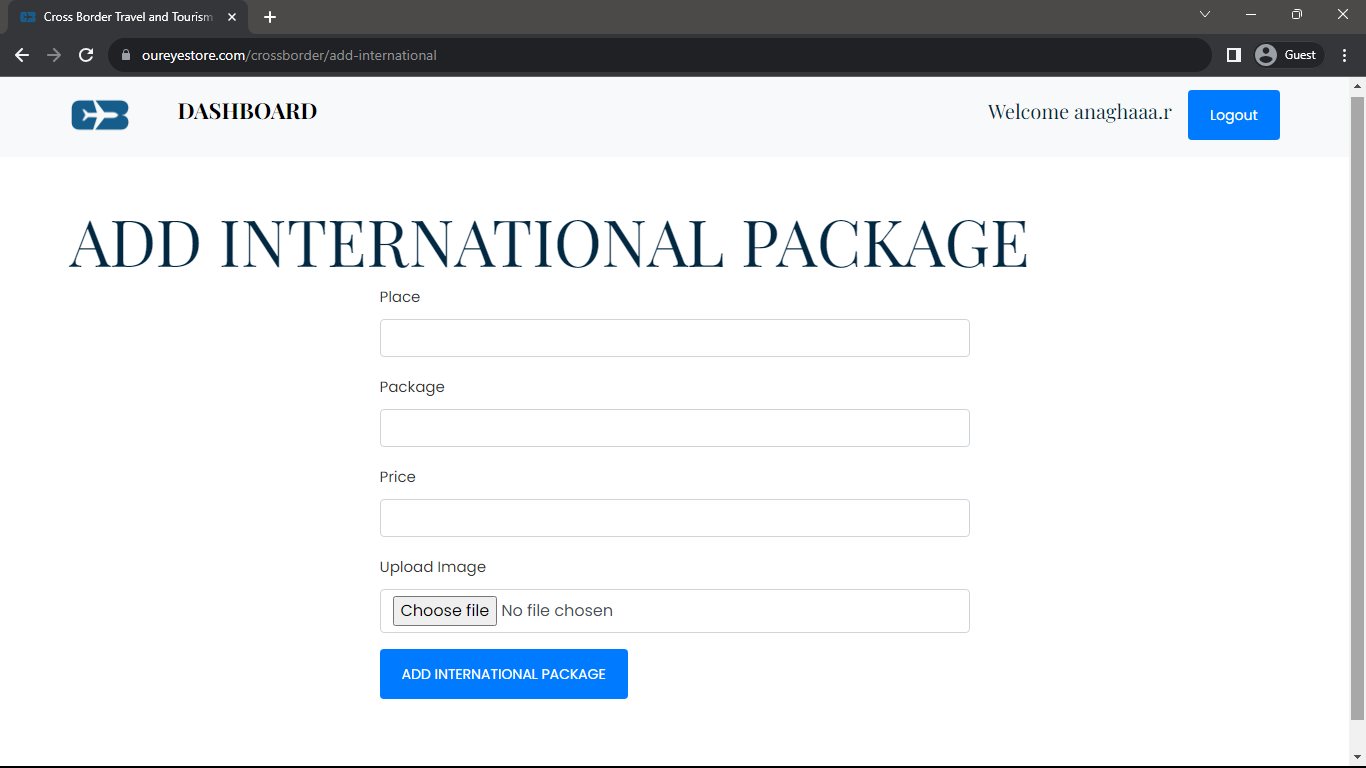 Cross Border Travel and Tourism
oureyestore.com/crossborder/add-international
Guest
DASHBOARD
Welcome anaghaaa.r
Logout
ADD INTERNATIONAL PACKAGE
Place
Package
Price
Upload Image
Choose file No file chosen
ADD INTERNATIONAL PACKAGE